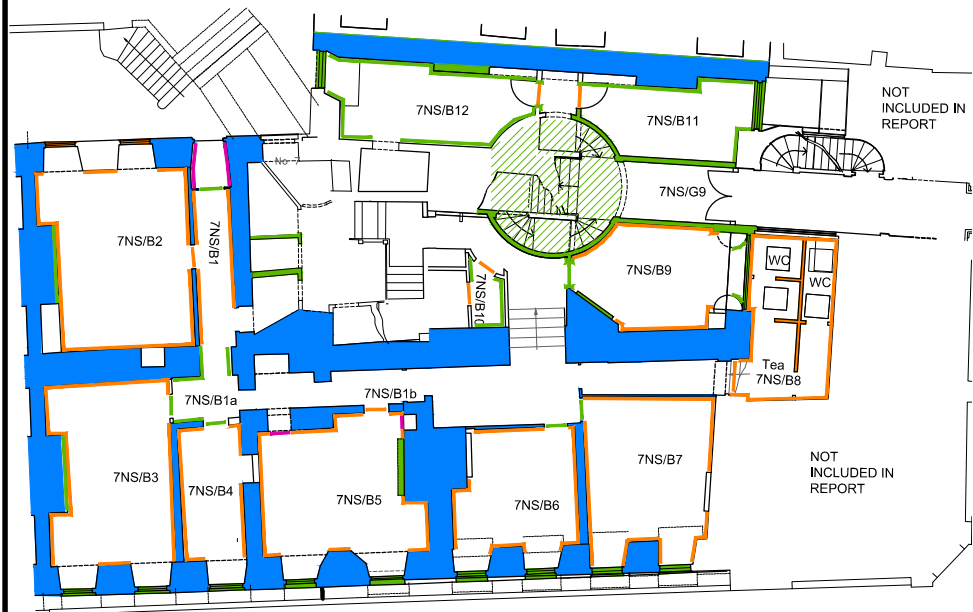 NOT
INCLUDED IN
REPORT
7NS/B12
7NS/B11
No 7
7NS/G9
7NS/B2
7NS/B1
7NS/B9
WC
WC
7NS/B10
Tea
7NS/B8
7NS/B1a
7NS/B1b
7NS/B3
7NS/B4
7NS/B5
7NS/B6
7NS/B7
NOT
INCLUDED IN
REPORT